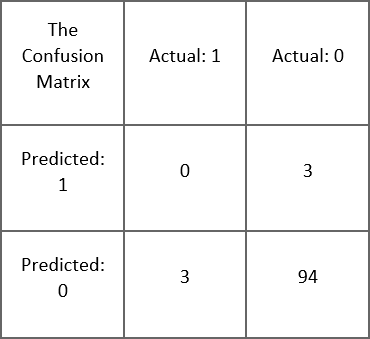 The
Confusion
Matrix
Actual: 1
Actual: 0
Predicted:
1
0
3
Predicted:
0
3
94